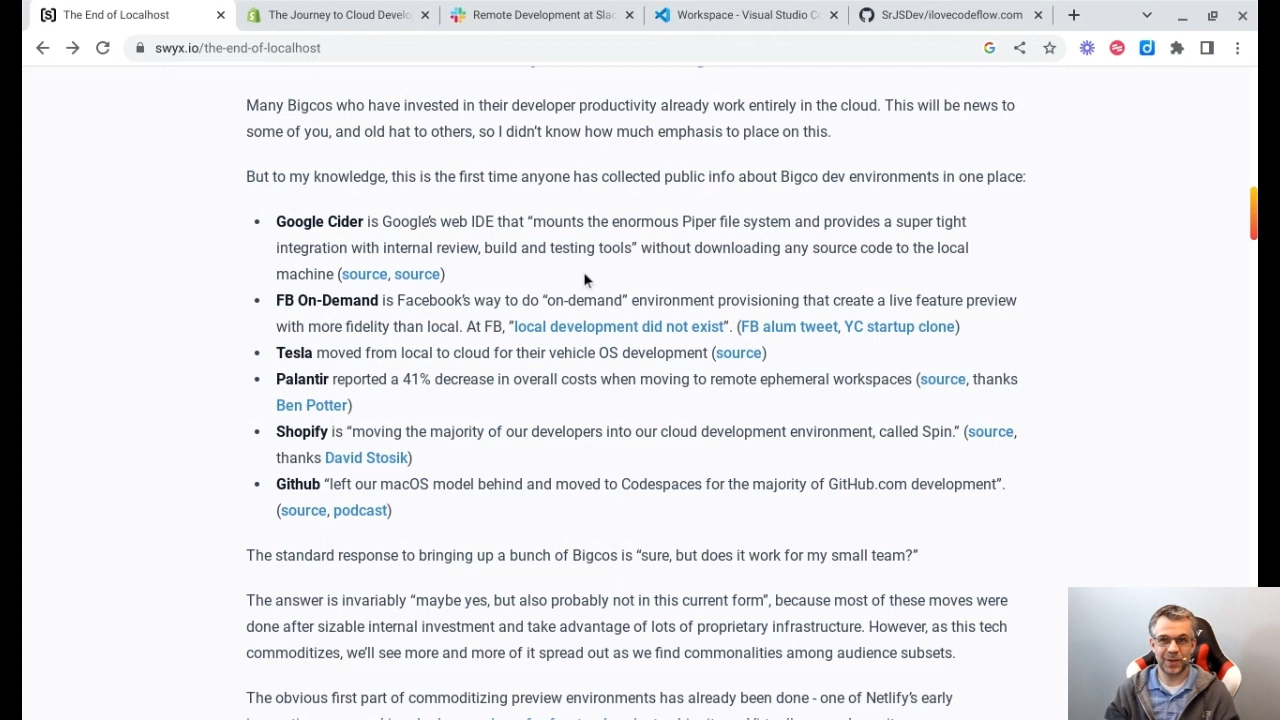 The End of Localhost
The Journey to Cloud Develo
Remote Development at Slac
Workspace - Visual Studio Co
SrJSDev/ilovecodeflow.com
swyx.io/the-end-of-localhost
Many Bigcos who have invested in their developer productivity already work entirely in the cloud. This will be news to
some of you, and old hat to others, so I didn’t know how much emphasis to place on this.
But to my knowledge, this is the first time anyone has collected public info about Bigco dev environments in one place:
• Google Cider is Google’s web IDE that “mounts the enormous Piper file system and provides a super tight
integration with internal review, build and testing tools” without downloading any source code to the local
machine (source, source)
• FB On-Demand is Facebook’s way to do “on-demand” environment provisioning that create a live feature preview
with more fidelity than local. At FB, “local development did not exist”. (FB alum tweet, YC startup clone)
• Tesla moved from local to cloud for their vehicle OS development (source)
• Palantir reported a 41% decrease in overall costs when moving to remote ephemeral workspaces (source, thanks
Ben Potter)
• Shopify is “moving the majority of our developers into our cloud development environment, called Spin.” (source,
thanks David Stosik)
• Github “left our macOS model behind and moved to Codespaces for the majority of GitHub.com development”.
(source, podcast)
The standard response to bringing up a bunch of Bigcos is “sure, but does it work for my small team?”
The answer is invariably “maybe yes, but also probably not in this current form”, because most of these moves were
done after sizable internal investment and take advantage of lots of proprietary infrastructure. However, as this tech
commoditizes, we’ll see more and more of it spread out as we find commonalities among audience subsets.
The obvious first part of commoditizing preview environments has already been done - one of Netlify’s early